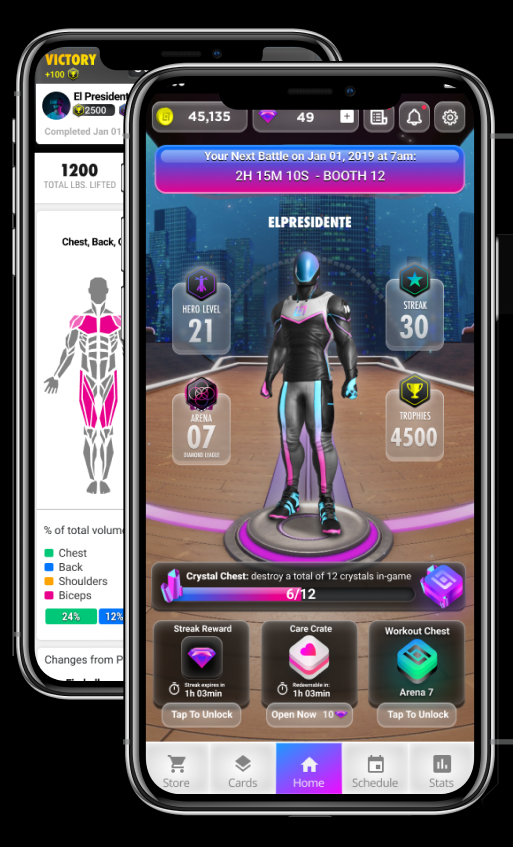 VICTORY
+100
El President
12500
Completed Jan 01,
1200
TOTAL LBS. LIFTED
Chest, Back,
% of total volum
Chest
Back
Shoulders
Biceps
24%
12%
Changes from P
45,135
49
+
Your Next Battle on Jan 01, 2019 at 7am:
2H 15M 10S - BOOTH 12
ELPRESIDENTE
HERO LEVEL
21
STREAK
30
ARENA
07
DIAMOND LEAGUE
TROPHIES
4500
Crystal Chest: destroy a total of 12 crystals in-game
6/12
Streak Reward
Streak expires in
1h 03min
Tap To Unlock
Care Crate
Redeemable in:
1h 03min
Open Now 10
Workout Chest
Arena 7
Tap To Unlock
Store
Cards
Home
Schedule
Stats